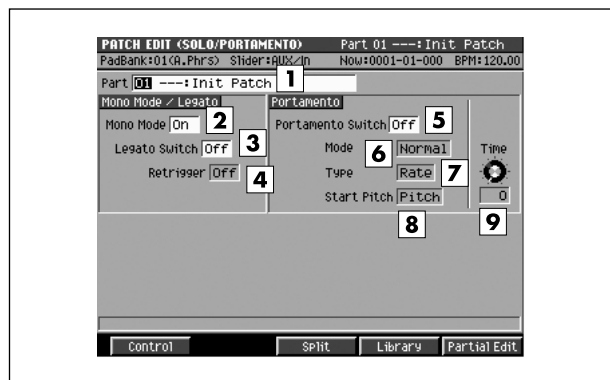 PATCH EDIT (SOLO/PORTAMENTO) Part 01 ---:Init Patch
PadBank:01(A.Phrs) Slider:AUX/In Now:0001-01-000 BPM:120.00
Part 01 ---:Init Patch 1
Mono Mode / Legato Portamento
Mono Mode On 2 Portamento Switch Off 5
Legato Switch Off 3 Mode 6 Normal Time
Retrigger Off 4 Type Rate 7
Start Pitch Pitch 0
8 9
Control Split Library Partial Edit